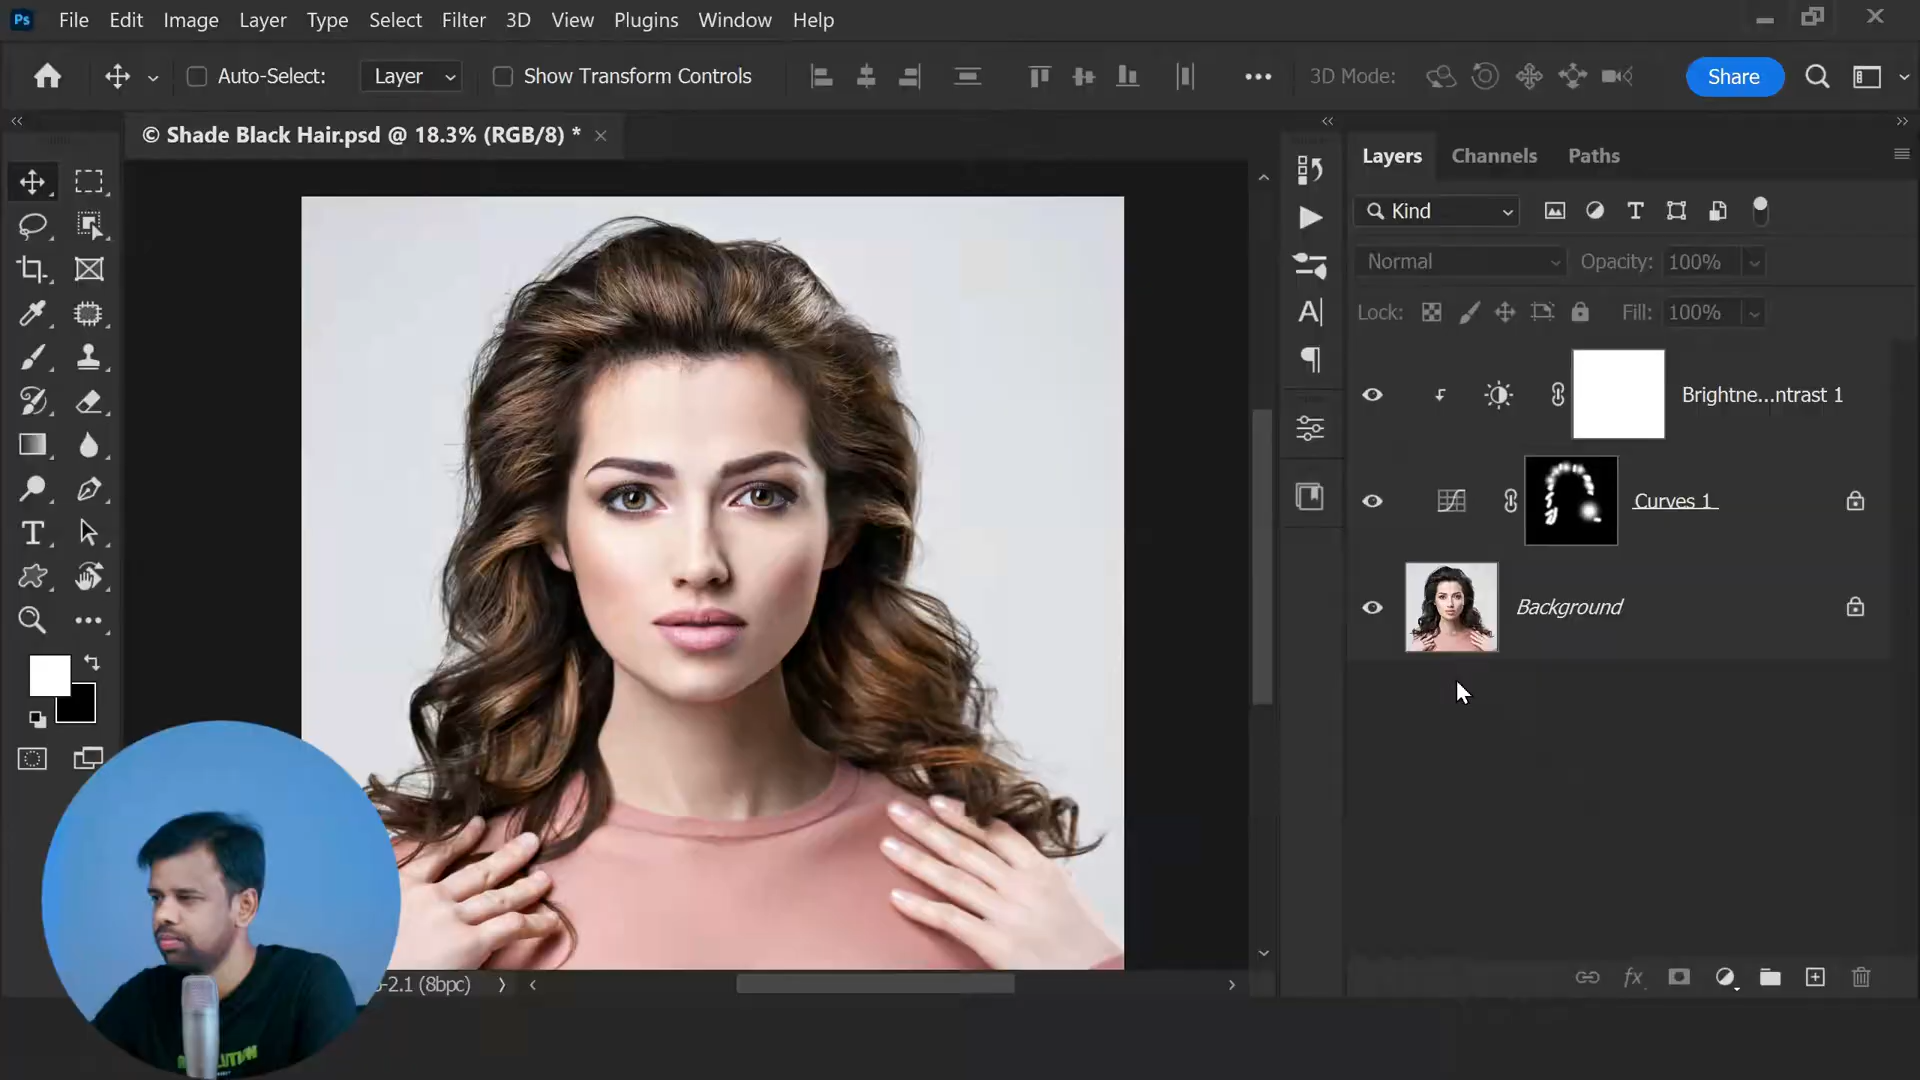 Ps File Edit Image Layer Select Type Filter 3D View Plugins Window Help
Auto-Select: Layer Show Transform Controls 3D Mode: Share
© Shade Black Hair.psd @ 18.3% (RGB/8) *
Layers Channels Paths
Kind
Normal Opacity: 100%
Lock: Fill: 100%
Brightne...ntrast 1
Curves 1
Background
-2.1 (8bpc)